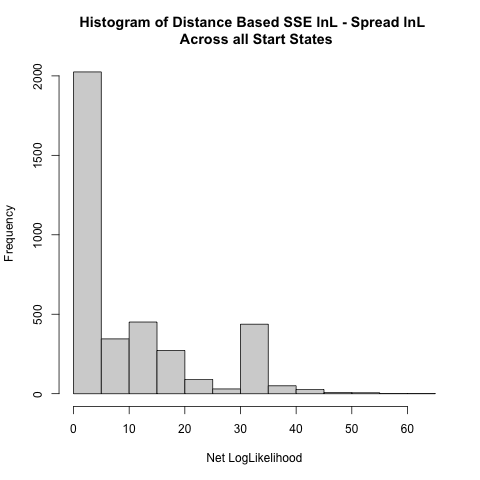 Histogram of Distance Based SSE lnL - Spread lnL
Across all Start States
2000
1500
1000
500
0
Frequency
0 10 20 30 40 50 60
Net LogLikelihood